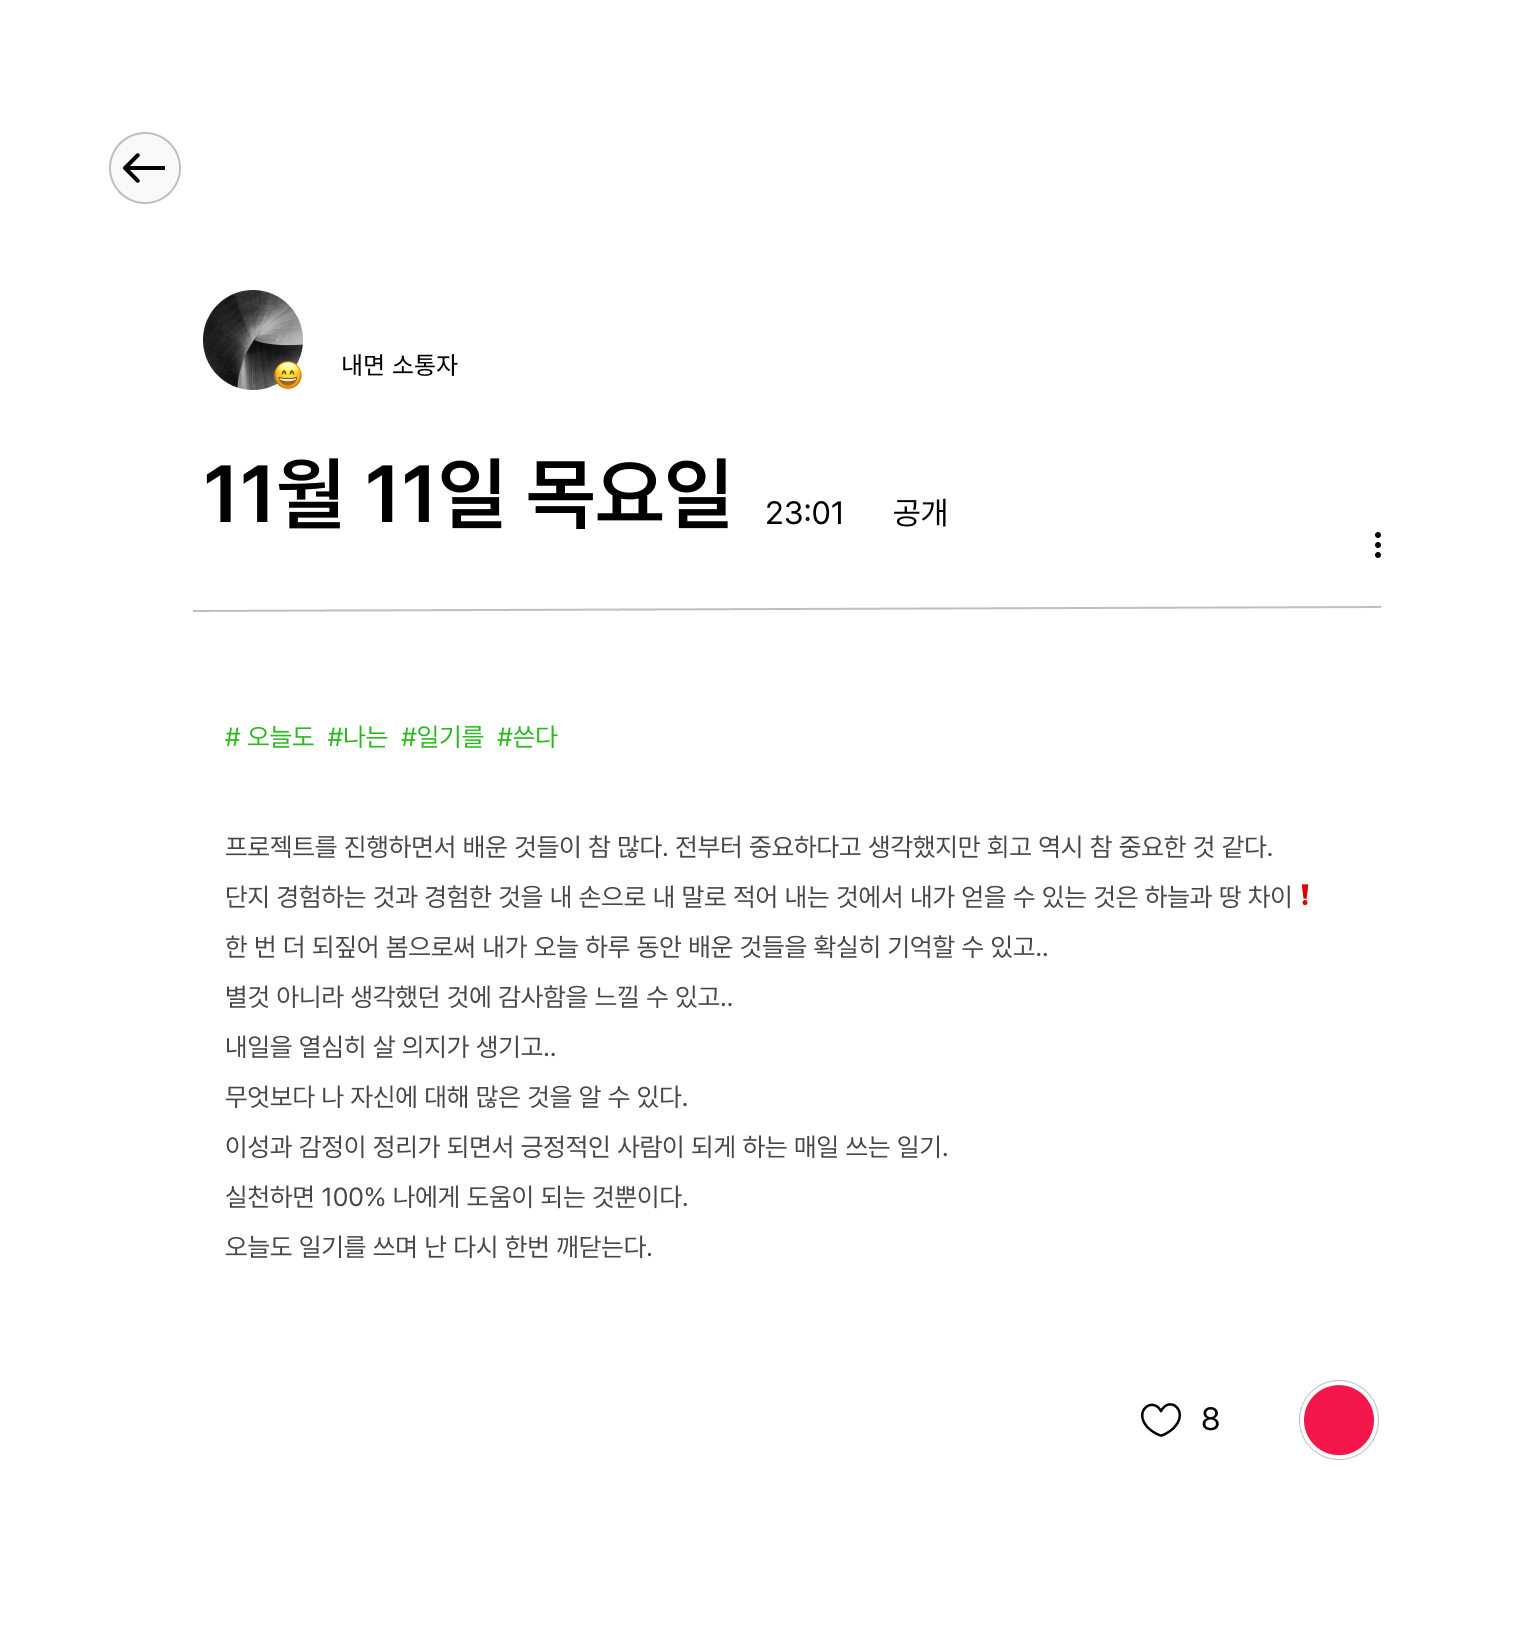 내면 소통자
11월 11일 목요일 23:01 공개
# 오늘도 #나는 #일기를 #쓴다
프로젝트를 진행하면서 배운 것들이 참 많다. 전부터 중요하다고 생각했지만 회고 역시 참 중요한 것 같다.
단지 경험하는 것과 경험한 것을 내 손으로 내 말로 적어 내는 것에서 내가 얻을 수 있는 것은 하늘과 땅 차이❗
한 번 더 되짚어 봄으로써 내가 오늘 하루 동안 배운 것들을 확실히 기억할 수 있고..
별것 아니라 생각했던 것에 감사함을 느낄 수 있고..
내일을 열심히 살 의지가 생기고..
무엇보다 나 자신에 대해 많은 것을 알 수 있다.
이성과 감정이 정리가 되면서 긍정적인 사람이 되게 하는 매일 쓰는 일기.
실천하면 100% 나에게 도움이 되는 것뿐이다.
오늘도 일기를 쓰며 난 다시 한번 깨닫는다.
8